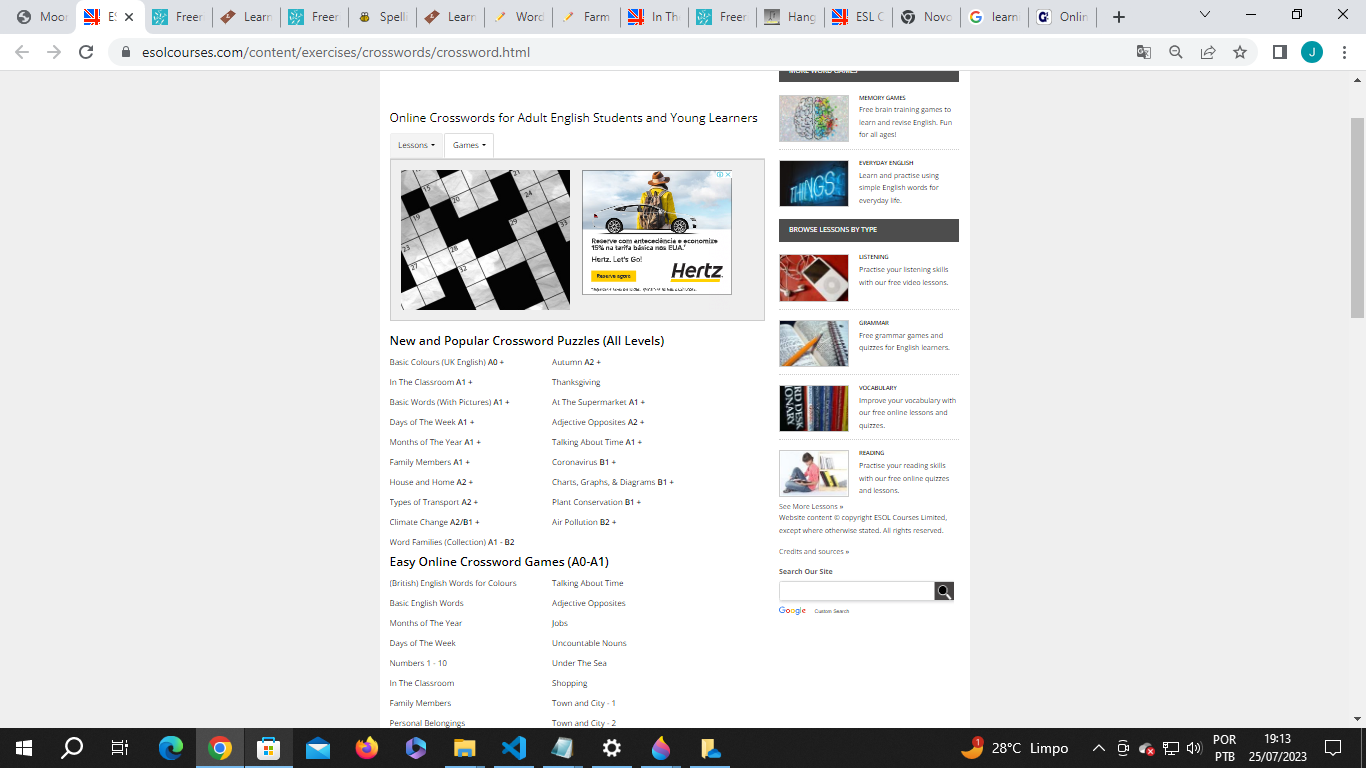 Moo
ES
Freer
Learn
Freer
Spelli
Learn
Word
Farm
In The
Freer
Hang
ESL C
Novo
learni
Onlin
esolcourses.com/content/exercises/crosswords/crossword.html
J
MORE WORD GAMES
MEMORY GAMES
Free brain training games to
learn and revise English. Fun
for all ages!
EVERYDAY ENGLISH
Learn and practise using
simple English words for
everyday life.
BROWSE LESSONS BY TYPE
LISTENING
Practise your listening skills
with our free video lessons.
GRAMMAR
Free grammar games and
quizzes for English learners.
VOCABULARY
Improve your vocabulary with
our free online lessons and
quizzes.
READING
Practise your reading skills
with our free online quizzes
and lessons.
See More Lessons »
Website content © copyright ESOL Courses Limited,
except where otherwise stated. All rights reserved.
Credits and sources »
Search Our Site
Google Custom Search
Online Crosswords for Adult English Students and Young Learners
Lessons
Games
15
20
21
24
19
29
33
23
28
27
32
THINGS
Reserve com antecedência e economize
15% na tarifa básica nos EUA.*
Hertz. Let's Go!
Reserve agora
Hertz.
New and Popular Crossword Puzzles (All Levels)
Basic Colours (UK English) A0 +
Autumn A2 +
In The Classroom A1 +
Thanksgiving
Basic Words (With Pictures) A1 +
At The Supermarket A1 +
Days of The Week A1 +
Adjective Opposites A2 +
Months of The Year A1 +
Talking About Time A1 +
Family Members A1 +
Coronavirus B1 +
House and Home A2 +
Charts, Graphs, & Diagrams B1 +
Types of Transport A2 +
Plant Conservation B1 +
Climate Change A2/B1 +
Air Pollution B2 +
Word Families (Collection) A1 - B2
Easy Online Crossword Games (A0-A1)
(British) English Words for Colours
Talking About Time
Basic English Words
Adjective Opposites
Months of The Year
Jobs
Days of The Week
Uncountable Nouns
Numbers 1 - 10
Under The Sea
In The Classroom
Shopping
Family Members
Town and City - 1
Personal Belongings
Town and City - 2
1
28°C Limpo
POR
PTB
19:13
25/07/2023